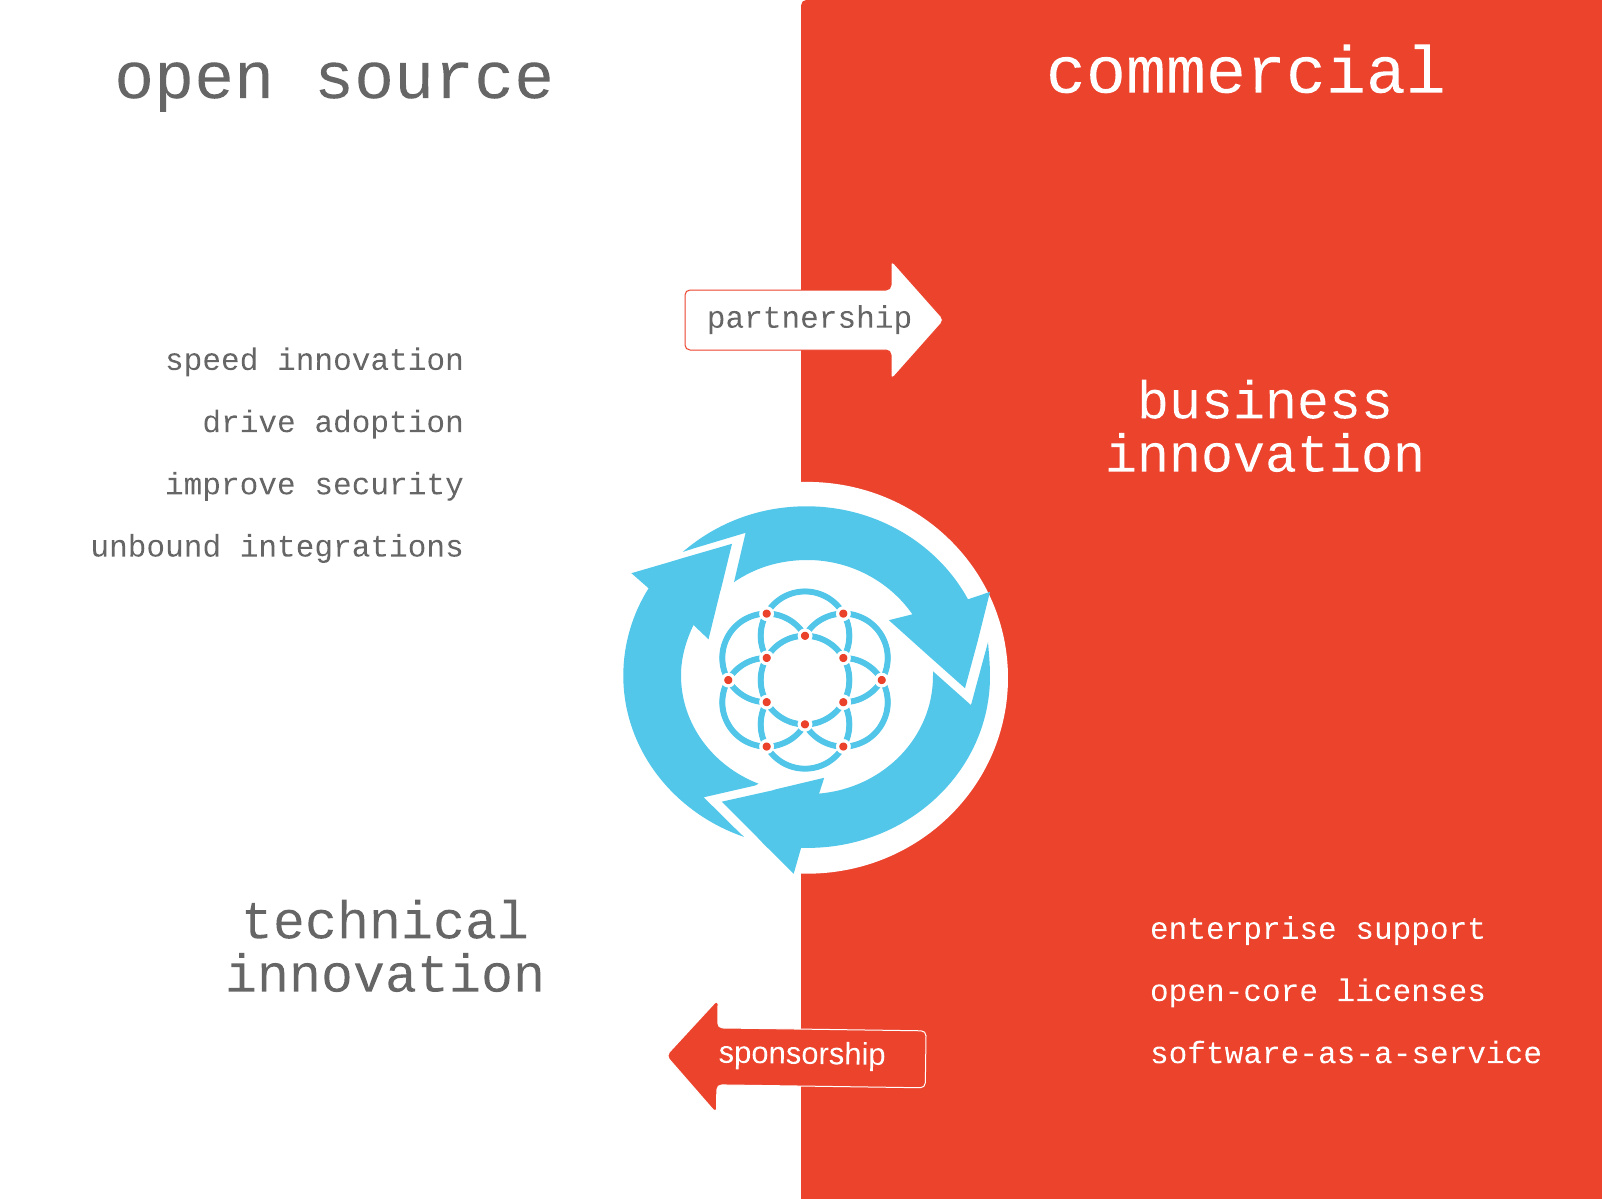 open source
commercial
partnership
speed innovation
drive adoption
improve security
unbound integrations
business
innovation
technical
innovation
enterprise support
open-core licenses
software-as-a-service
sponsorship